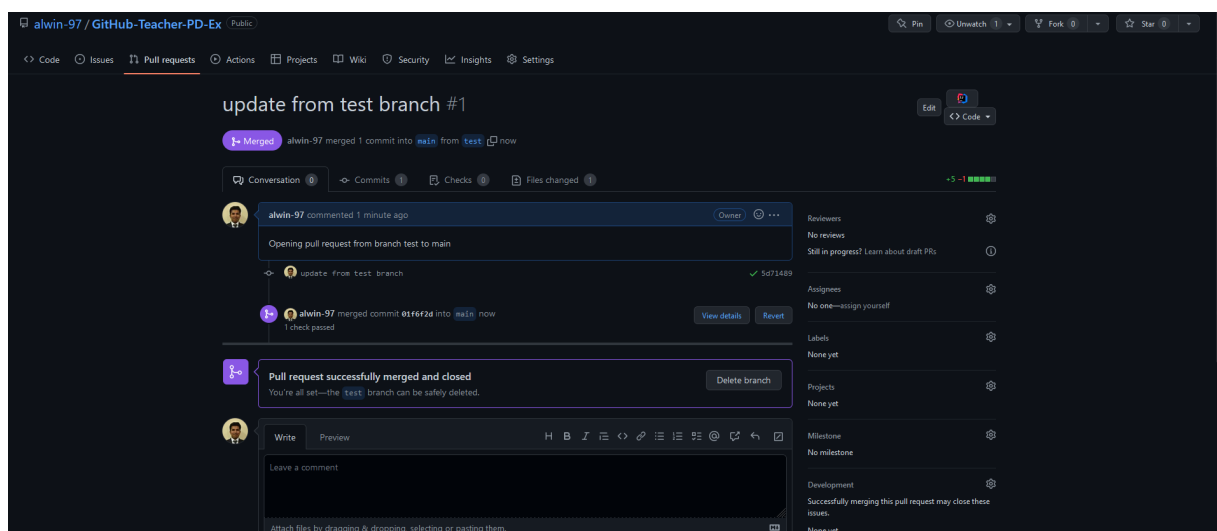 alwin-97 / GitHub-Teacher-PD-Ex Public
Pin Unwatch 1 Fork 0 Star 0
Code Issues Pull requests Actions Projects Wiki Security Insights Settings
update from test branch #1
Edit <> Code
Merged alwin-97 merged 1 commit into main from test now
Conversation 0 Commits 1 Checks 0 Files changed 1 +5 −1
alwin-97 commented 1 minute ago Owner
Opening pull request from branch test to main
update from test branch 5d71489
alwin-97 merged commit 01f6f2d into main now
1 check passed
View details Revert
Pull request successfully merged and closed
You're all set—the test branch can be safely deleted.
Delete branch
Write Preview
Leave a comment
Attach files by dragging & dropping, selecting or pasting them.
Reviewers
No reviews
Still in progress? Learn about draft PRs
Assignees
No one—assign yourself
Labels
None yet
Projects
None yet
Milestone
No milestone
Development
Successfully merging this pull request may close these
issues.
None yet